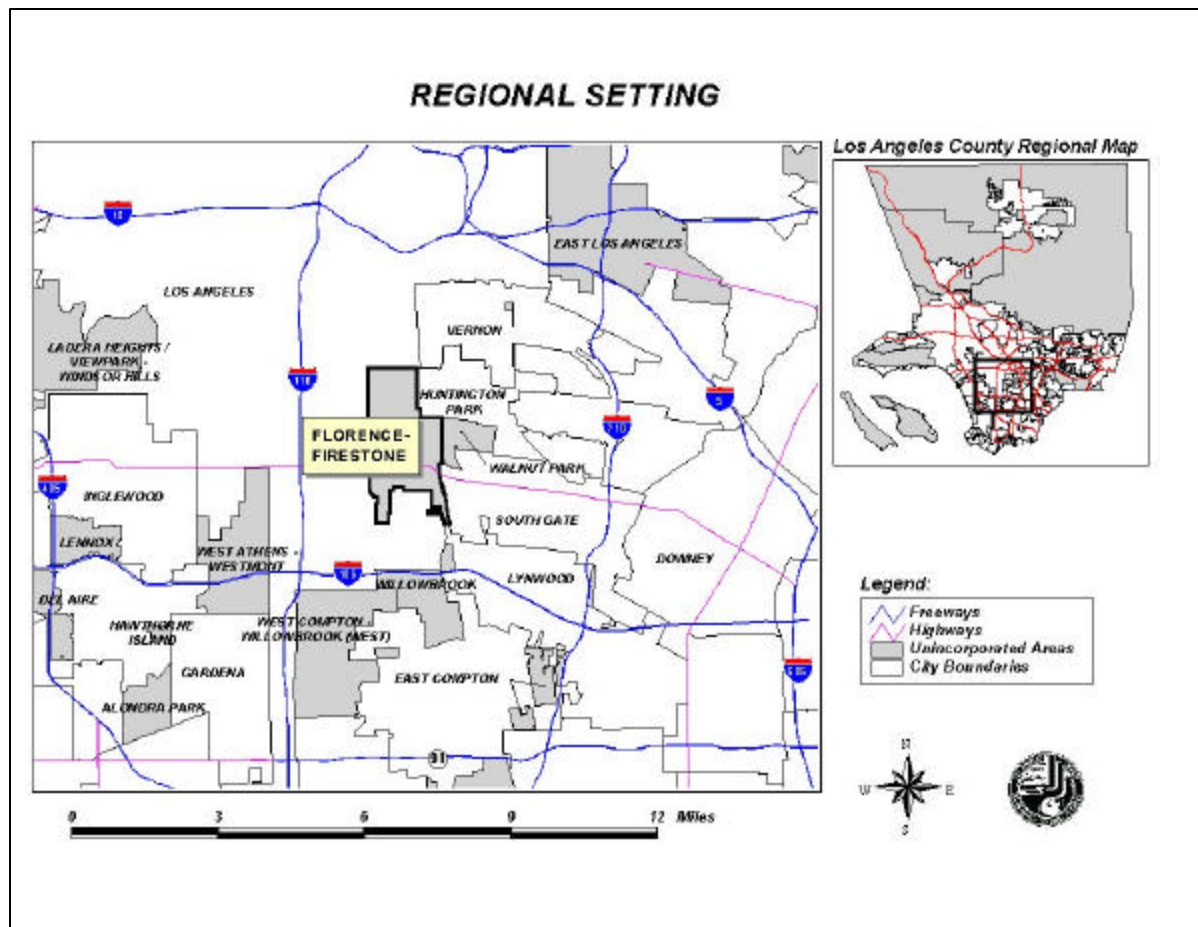 REGIONAL SETTING
Los Angeles County Regional Map
10
EAST LOS ANGELES
LOS ANGELES
VERNON
LADERA HEIGHTS /
VIEWPARK -
WINDSOR HILLS
110
HUNTINGTON
PARK
5
710
FLORENCE-
FIRESTONE
WALNUT PARK
405
INGLEWOOD
SOUTH GATE
LENNOX
WEST ATHENS -
WESTMONT
DOWNEY
105
WILLOWBROOK
LYNWOOD
DEL AIRE
HAWTHORNE
ISLAND
WEST COMPTON -
WILLOWBROOK (WEST)
GARDENA
EAST COMPTON
605
ALONDRA PARK
91
0 3 6 9 12 Miles
Legend:
Freeways
Highways
Unincorporated Areas
City Boundaries
N
W E
S